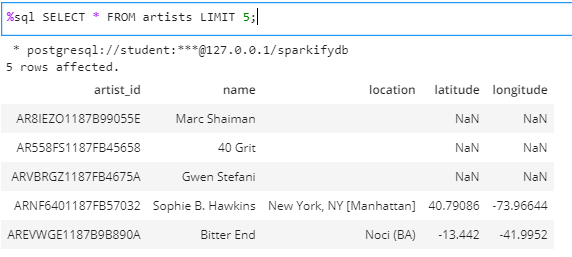 %sql SELECT * FROM artists LIMIT 5;
* postgresql://student:***@127.0.0.1/sparkifydb
5 rows affected.
artist_id name location latitude longitude
AR8IEZO1187B99055E Marc Shaiman NaN NaN
AR558FS1187FB45658 40 Grit NaN NaN
ARVBRGZ1187FB4675A Gwen Stefani NaN NaN
ARNF6401187FB57032 Sophie B. Hawkins New York, NY [Manhattan] 40.79086 -73.96644
AREVWGE1187B9B890A Bitter End Noci (BA) -13.442 -41.9952